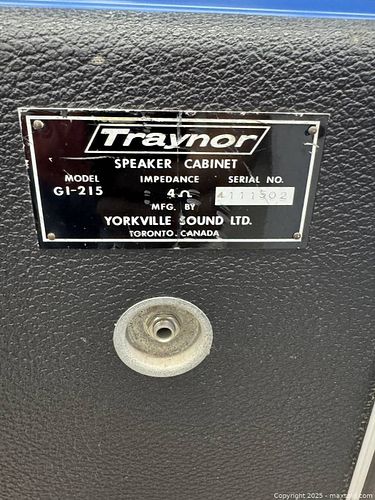 Traynor
SPEAKER CABINET
MODEL IMPEDANCE SERIAL NO.
GI-215 4Ω 4111502
MFG. BY
YORKVILLE SOUND LTD.
TORONTO, CANADA
Copyright 2025 - maxsold.com